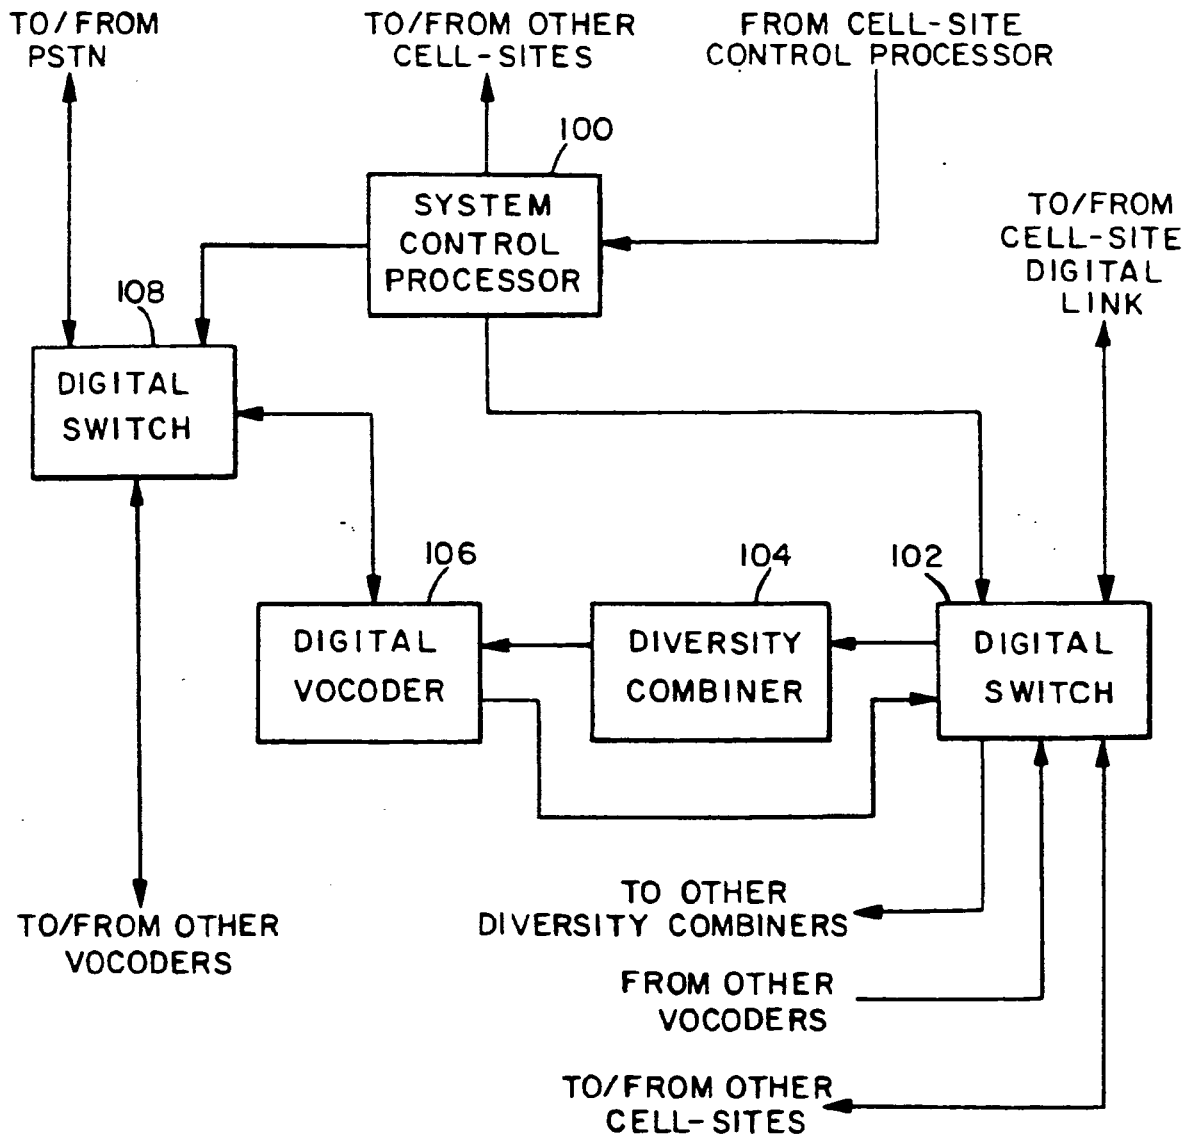 TO/FROM
PSTN
TO/FROM OTHER
CELL-SITES
FROM CELL-SITE
CONTROL PROCESSOR
100
SYSTEM
CONTROL
PROCESSOR
TO/FROM
CELL-SITE
DIGITAL
LINK
108
DIGITAL
SWITCH
106
DIGITAL
VOCODER
104
DIVERSITY
COMBINER
102
DIGITAL
SWITCH
TO/FROM OTHER
VOCODERS
TO OTHER
DIVERSITY COMBINERS
FROM OTHER
VOCODERS
TO/FROM OTHER
CELL-SITES